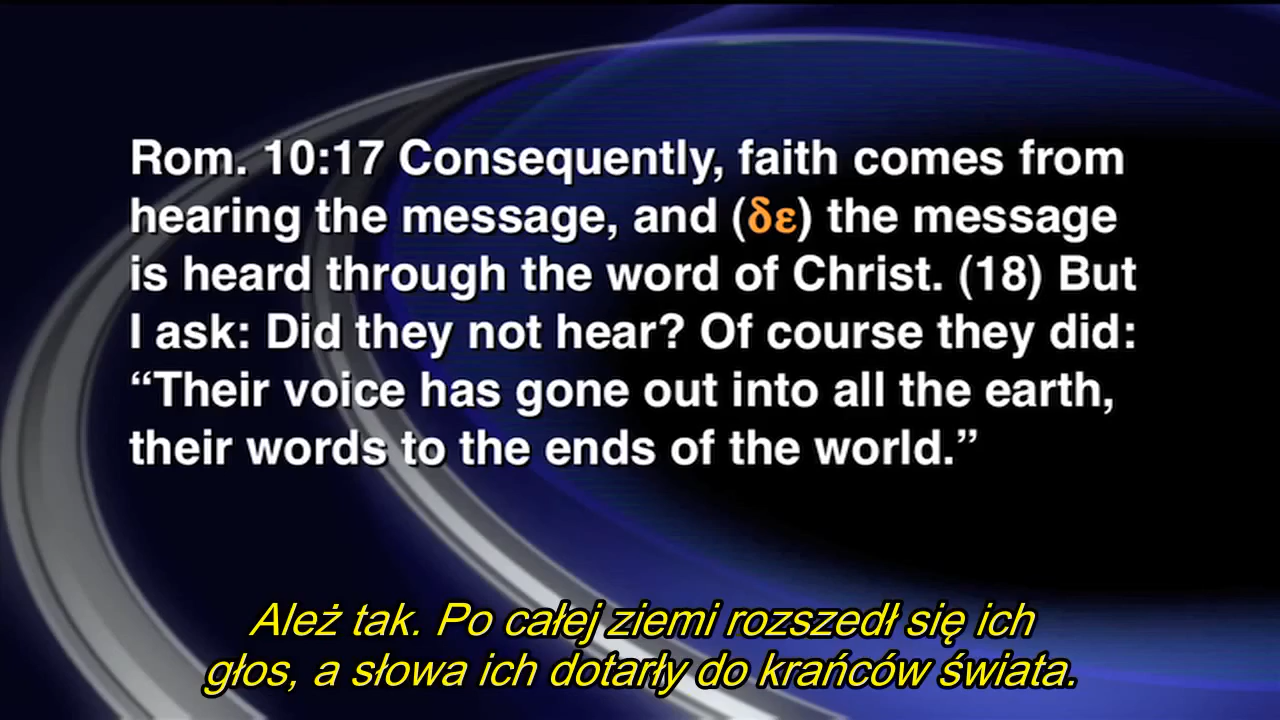 Rom. 10:17 Consequently, faith comes from
hearing the message, and (δε) the message
is heard through the word of Christ. (18) But
I ask: Did they not hear? Of course they did:
“Their voice has gone out into all the earth,
their words to the ends of the world.”
Ależ tak. Po całej ziemi rozszedł się ich
głos, a słowa ich dotarły do krańców świata.